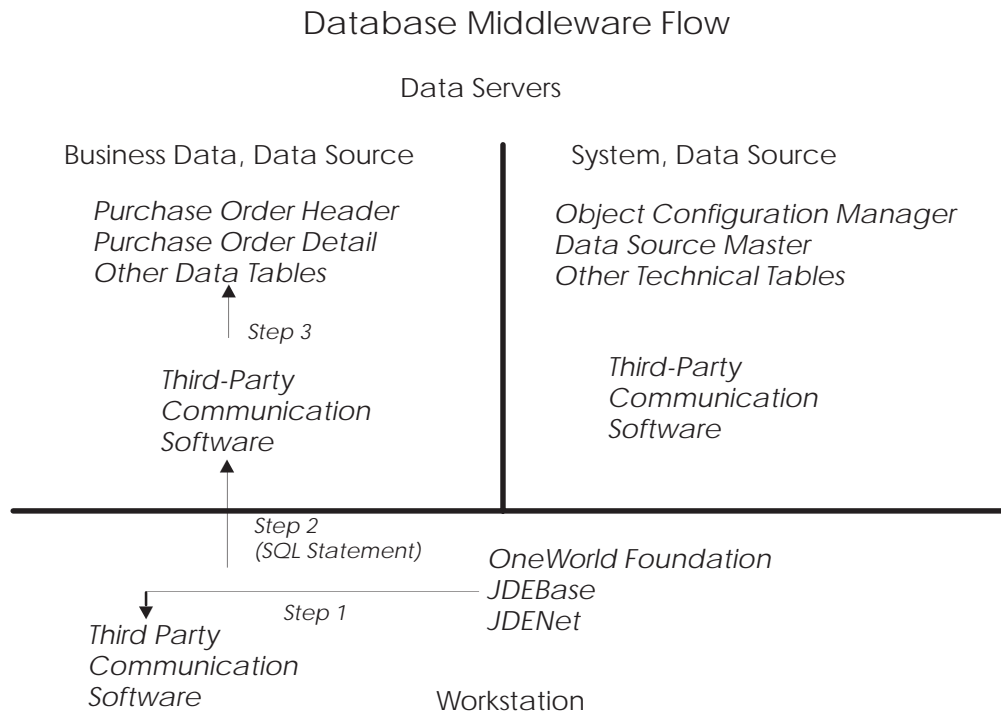 Database Middleware Flow
Data Servers
Business Data, Data Source
System, Data Source
Purchase Order Header
Purchase Order Detail
Other Data Tables
Object Configuration Manager
Data Source Master
Other Technical Tables
Step 3
Third-Party
Communication
Software
Third-Party
Communication
Software
Step 2
(SQL Statement)
OneWorld Foundation
JDEBase
JDENet
Step 1
Third Party
Communication
Software
Workstation